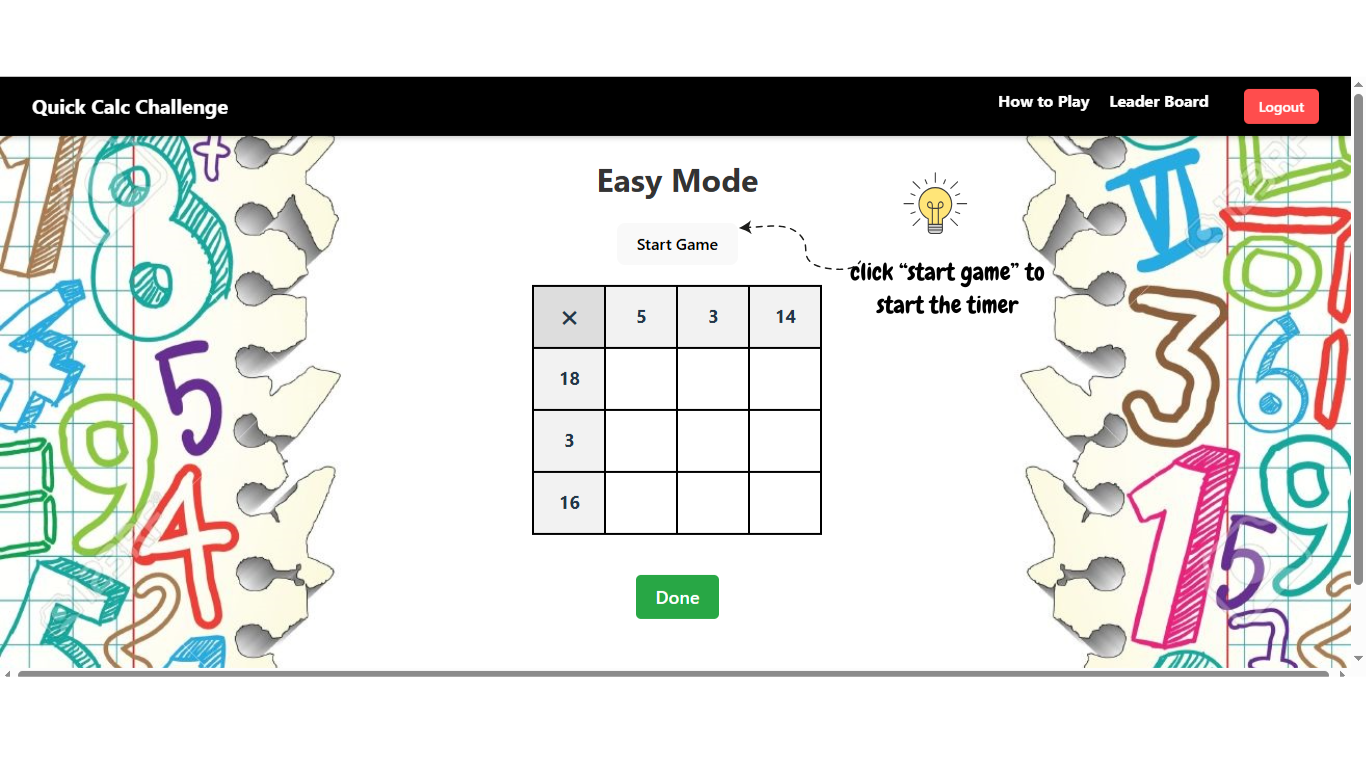 Quick Calc Challenge
How to Play
Leader Board
Logout
Easy Mode
Start Game
click “start game” to
start the timer
× 5 3 14
18
3
16
Done